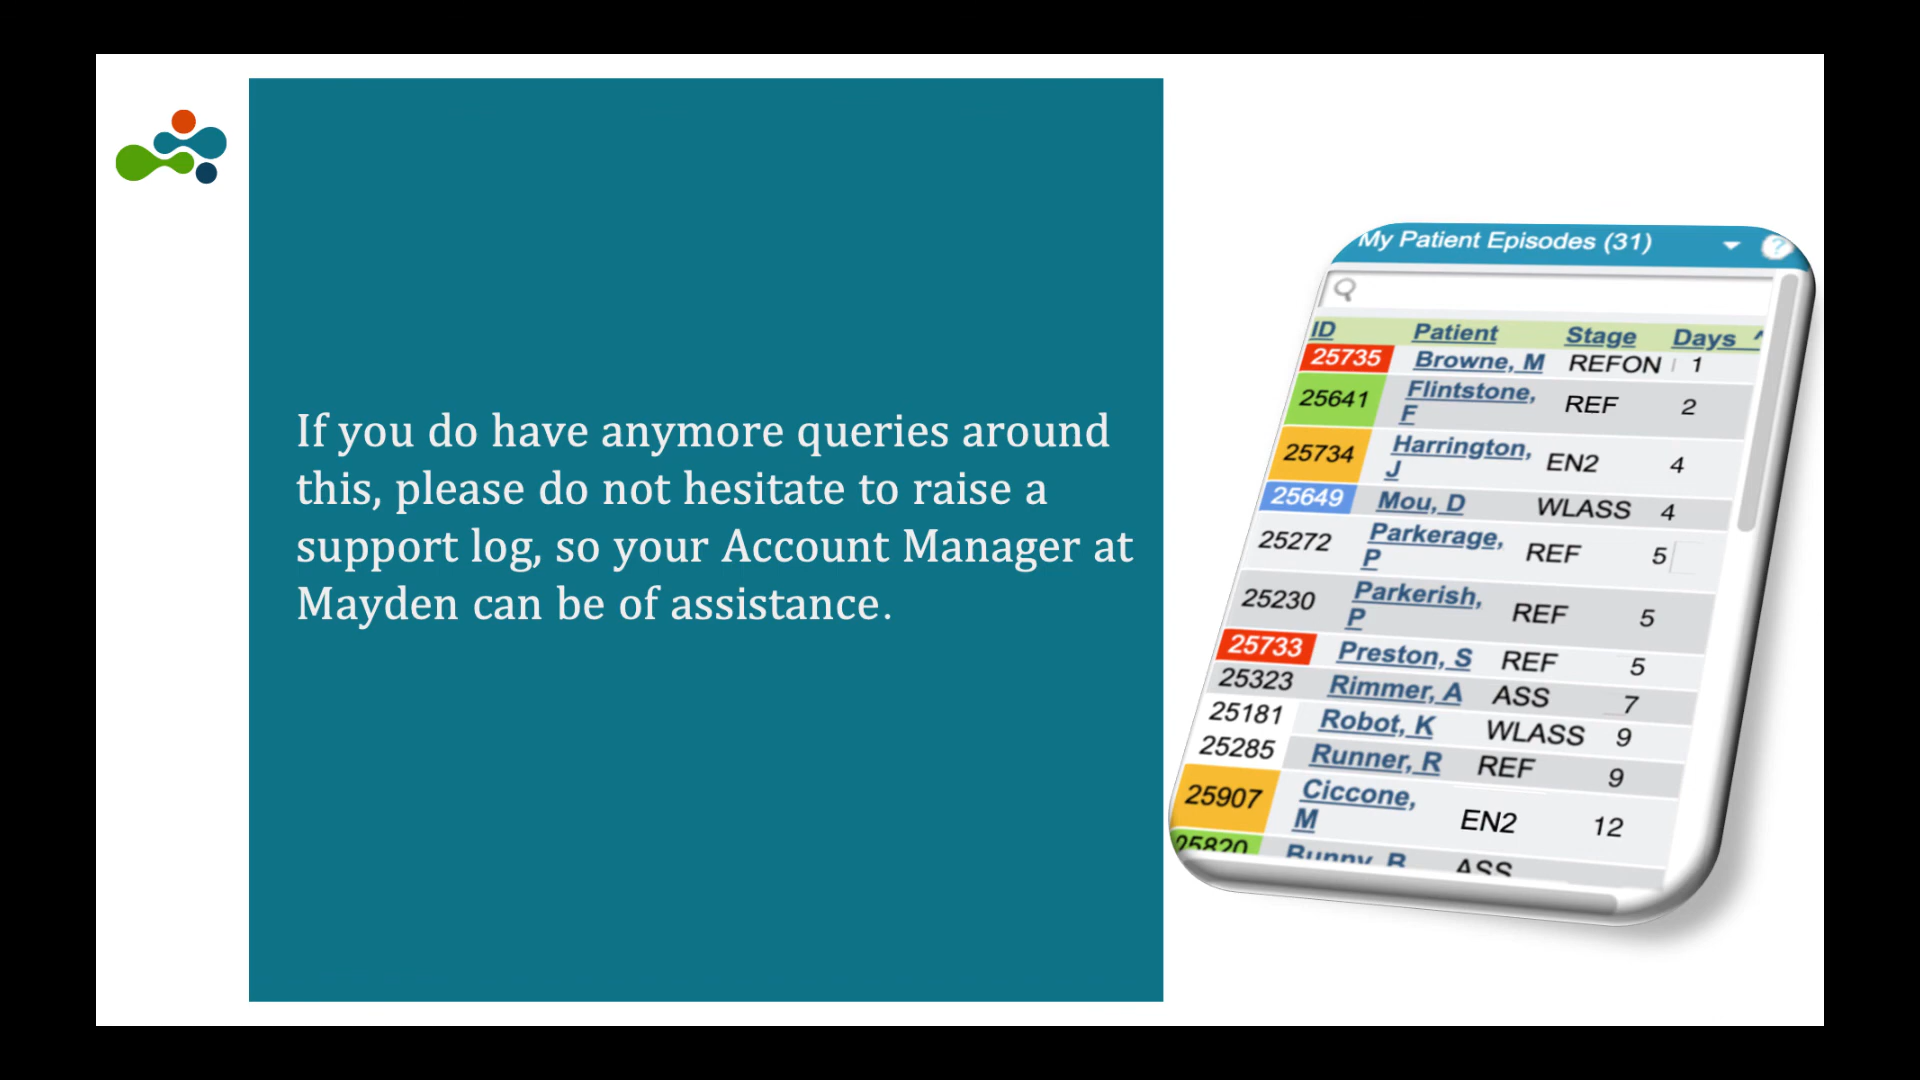 If you do have anymore queries around
this, please do not hesitate to raise a
support log, so your Account Manager at
Mayden can be of assistance.
My Patient Episodes (31)
ID Patient Stage Days ^
25735 Browne, M REFON 1
25641 Flintstone, F REF 2
25734 Harrington, J EN2 4
25649 Mou, D WLASS 4
25272 Parkerage, P REF 5
25230 Parkerish, P REF 5
25733 Preston, S REF 5
25323 Rimmer, A ASS 7
25181 Robot, K WLASS 9
25285 Runner, R REF 9
25907 Ciccone, M EN2 12
25820 Bunny, B ASS